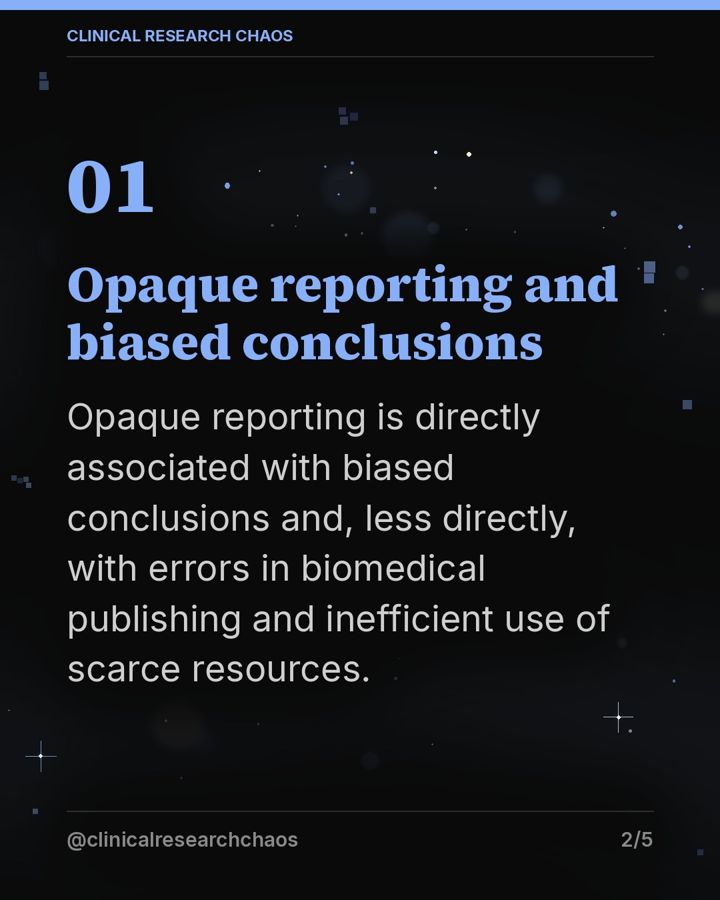 CLINICAL RESEARCH CHAOS
01
Opaque reporting and
biased conclusions
Opaque reporting is directly
associated with biased
conclusions and, less directly,
with errors in biomedical
publishing and inefficient use of
scarce resources.
@clinicalresearchchaos
2/5